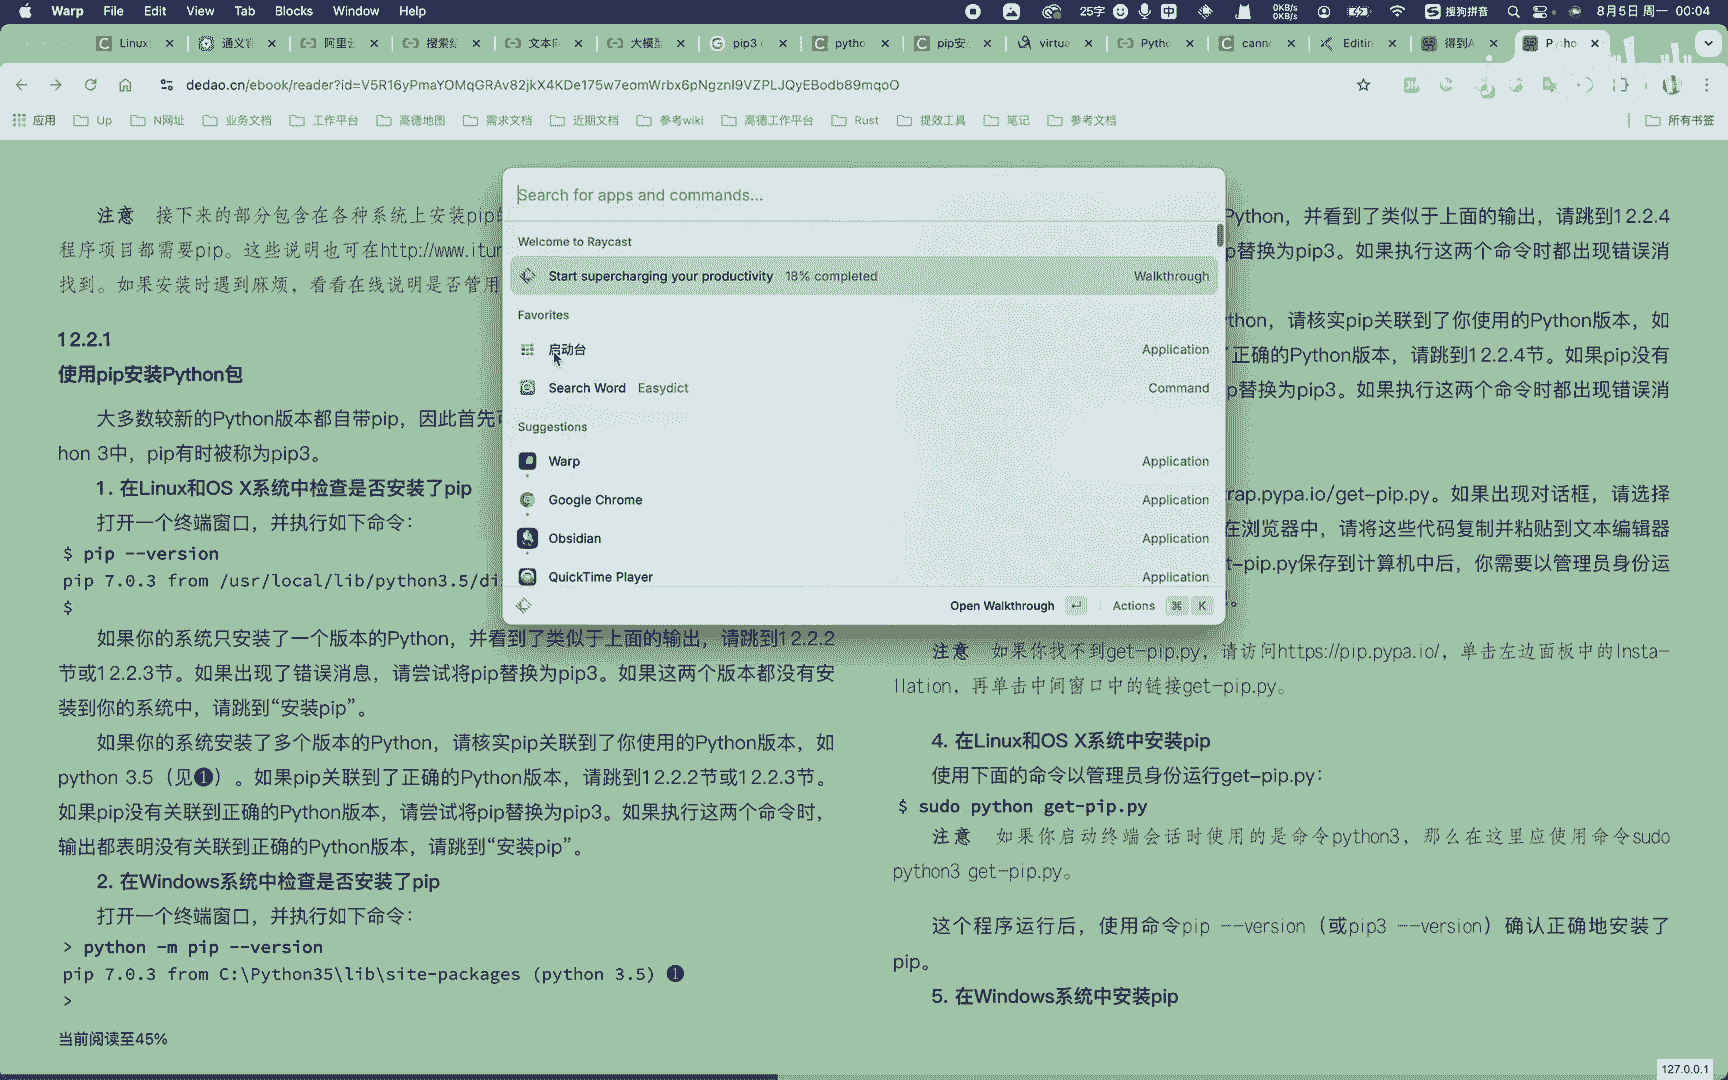 Warp File Edit View Tab Blocks Window Help 25字 中 0KB/s 0KB/s S 搜狗拼音 8月5日 周一 00:04
Linux 通义官 阿里云 搜索结 大模型 pip3 pytho pip安 virtua Pytho canno Editin 得到A Pytho
dedao.cn/ebook/reader?id=V5R16yPmaYOMqGRAv82jkX4KDe175w7eomWrbx6pNgznI9VZPLJQyEBodb89mqoO
应用 Up N网址 业务文档 工作平台 高德地图 需求文档 近期文档 参考wiki 高德工作平台 Rust 提效工具 笔记 参考文档 所有书签
注意 接下来的部分包含在各种系统上安装pip的
程序项目都需要pip。这些说明也可在http://www.itur
找到。如果安装时遇到麻烦，看看在线说明是否管用
12.2.1
使用pip安装Python包
大多数较新的Python版本都自带pip，因此首先可
hon 3中，pip有时被称为pip3。
1. 在Linux和OS X系统中检查是否安装了pip
打开一个终端窗口，并执行如下命令：
$ pip --version
pip 7.0.3 from /usr/local/lib/python3.5/di
$
如果你的系统只安装了一个版本的Python，并看到了类似于上面的输出，请跳到12.2.2
节或12.2.3节。如果出现了错误消息，请尝试将pip替换为pip3。如果这两个版本都没有安
装到你的系统中，请跳到“安装pip”。
如果你的系统安装了多个版本的Python，请核实pip关联到了你使用的Python版本，如
python 3.5（见❶）。如果pip关联到了正确的Python版本，请跳到12.2.2节或12.2.3节。
如果pip没有关联到正确的Python版本，请尝试将pip替换为pip3。如果执行这两个命令时，
输出都表明没有关联到正确的Python版本，请跳到“安装pip”。
2. 在Windows系统中检查是否安装了pip
打开一个终端窗口，并执行如下命令：
> python -m pip --version
pip 7.0.3 from C:\Python35\lib\site-packages (python 3.5) ❶
>
当前阅读至45%
Search for apps and commands...
Welcome to Raycast
Start supercharging your productivity 18% completed Walkthrough
Favorites
启动台 Application
Search Word Easydict Command
Suggestions
Warp Application
Google Chrome Application
Obsidian Application
QuickTime Player Application
Open Walkthrough ↵ Actions ⌘ K
Python，并看到了类似于上面的输出，请跳到12.2.4
p替换为pip3。如果执行这两个命令时都出现错误消
thon，请核实pip关联到了你使用的Python版本，如
正确的Python版本，请跳到12.2.4节。如果pip没有
p替换为pip3。如果执行这两个命令时都出现错误消
rap.pypa.io/get-pip.py。如果出现对话框，请选择
在浏览器中，请将这些代码复制并粘贴到文本编辑器
t-pip.py保存到计算机中后，你需要以管理员身份运
。
注意 如果你找不到get-pip.py，请访问https://pip.pypa.io/，单击左边面板中的Insta-
llation，再单击中间窗口中的链接get-pip.py。
4. 在Linux和OS X系统中安装pip
使用下面的命令以管理员身份运行get-pip.py：
$ sudo python get-pip.py
注意 如果你启动终端会话时使用的是命令python3，那么在这里应使用命令sudo
python3 get-pip.py。
这个程序运行后，使用命令pip --version（或pip3 --version）确认正确地安装了
pip。
5. 在Windows系统中安装pip
127.0.0.1